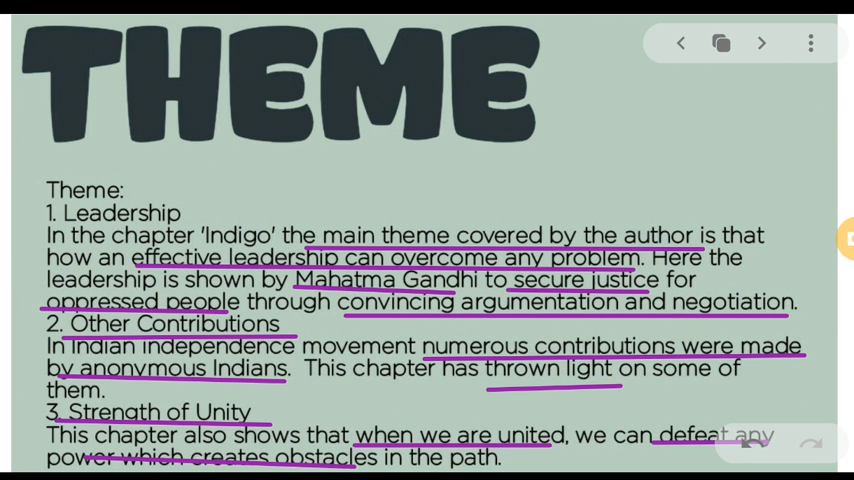 THEME
Theme:
1. Leadership
In the chapter 'Indigo' the main theme covered by the author is that
how an effective leadership can overcome any problem. Here the
leadership is shown by Mahatma Gandhi to secure justice for
oppressed people through convincing argumentation and negotiation.
2. Other Contributions
In Indian independence movement numerous contributions were made
by anonymous Indians. This chapter has thrown light on some of
them.
3. Strength of Unity
This chapter also shows that when we are united, we can defeat any
power which creates obstacles in the path.